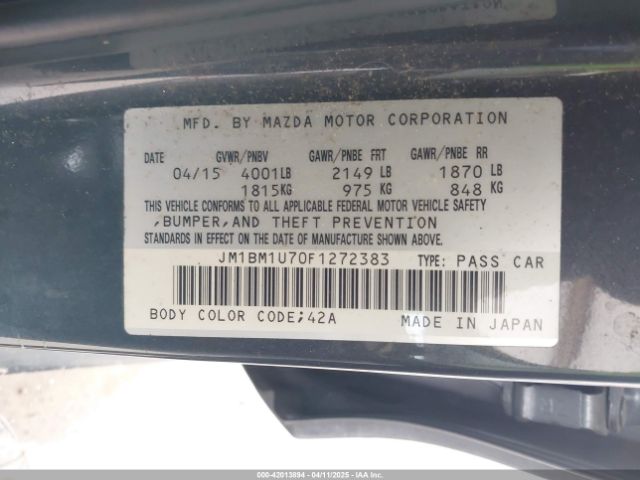 MFD. BY MAZDA MOTOR CORPORATION
DATE GVWR/PNBV GAWR/PNBE FRT GAWR/PNBE RR
04/15 4001LB 2149 LB 1870 LB
1815KG 975 KG 848 KG
THIS VEHICLE CONFORMS TO ALL APPLICABLE FEDERAL MOTOR VEHICLE SAFETY
,BUMPER,AND THEFT PREVENTION
STANDARDS IN EFFECT ON THE DATE OF MANUFACTURE SHOWN ABOVE.
JM1BM1U70F1272383 TYPE: PASS CAR
BODY COLOR CODE;42A MADE IN JAPAN
000-42013894 - 04/11/2025 - Copyright © IAA, Inc.